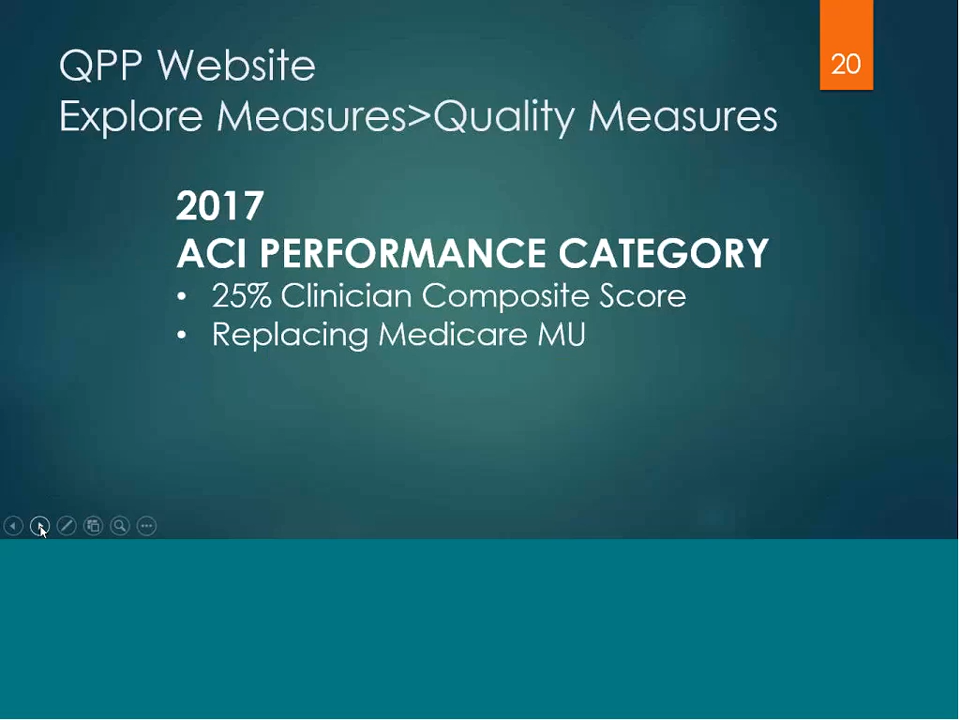 QPP Website
Explore Measures>Quality Measures
20
2017
ACI PERFORMANCE CATEGORY
• 25% Clinician Composite Score
• Replacing Medicare MU